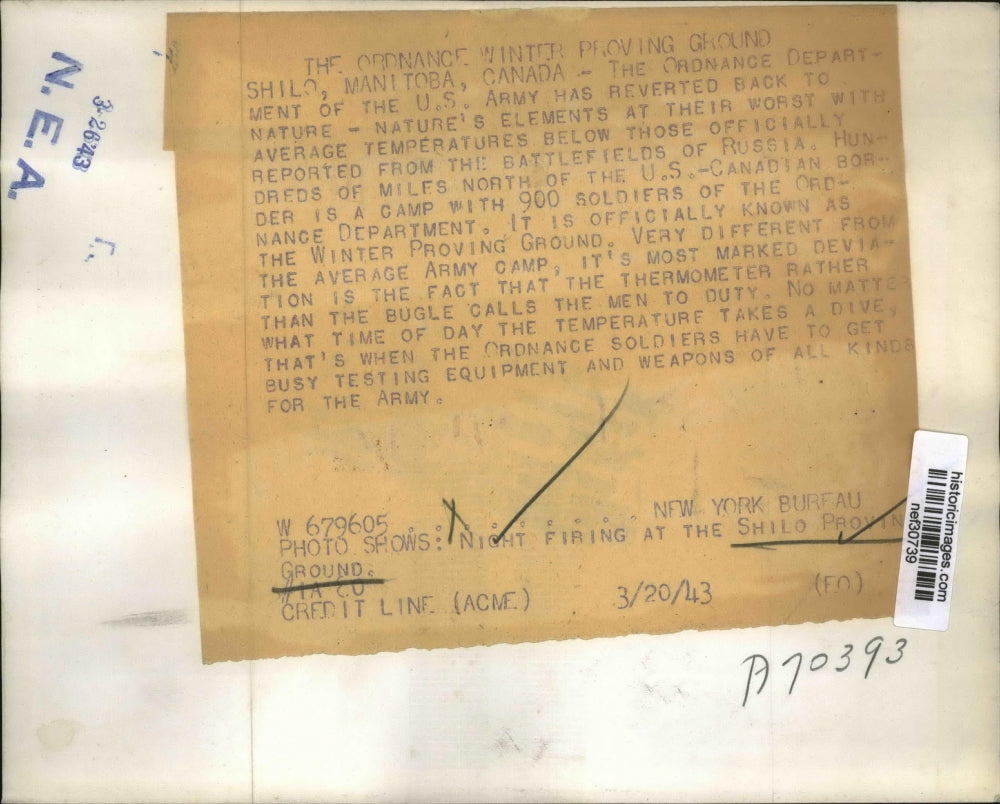 THE ORDNANCE WINTER PROVING GROUND
SHILO, MANITOBA, CANADA - THE ORDNANCE DEPART-
MENT OF THE U.S. ARMY HAS REVERTED BACK TO
NATURE - NATURE'S ELEMENTS AT THEIR WORST WITH
AVERAGE TEMPERATURES BELOW THOSE OFFICIALLY
REPORTED FROM THE BATTLEFIELDS OF RUSSIA. HUN-
DREDS OF MILES NORTH OF THE U.S.-CANADIAN BOR-
DER IS A CAMP WITH 900 SOLDIERS OF THE ORD-
NANCE DEPARTMENT. IT IS OFFICIALLY KNOWN AS
THE WINTER PROVING GROUND. VERY DIFFERENT FROM
THE AVERAGE ARMY CAMP, IT'S MOST MARKED DEVIA-
TION IS THE FACT THAT THE THERMOMETER RATHER
THAN THE BUGLE CALLS THE MEN TO DUTY. NO MATTE
WHAT TIME OF DAY THE TEMPERATURE TAKES A DIVE,
THAT'S WHEN THE ORDNANCE SOLDIERS HAVE TO GET
BUSY TESTING EQUIPMENT AND WEAPONS OF ALL KINDS
FOR THE ARMY.
W 679605 . . . . . . . NEW YORK BUREAU
PHOTO SHOWS: NIGHT FIRING AT THE SHILO PROVIN
GROUND.
CREDIT LINE (ACME) 3/20/43 (EO)
N.E.A.
3-26-43
historicimages.com
nef30739
A70393